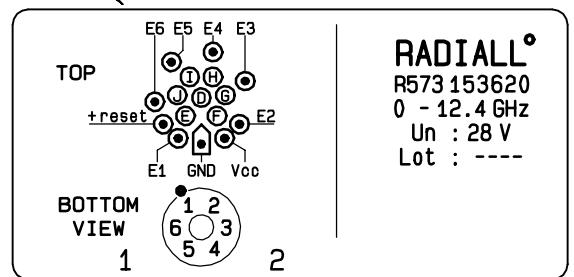 E6 E5 E4 E3
TOP
I H
J D G
E F
+reset E2
E1 GND Vcc
BOTTOM
VIEW
1 2
6 3
5 4
1 2
RADIALL°
R573 153620
0 - 12.4 GHz
Un : 28 V
Lot : ----